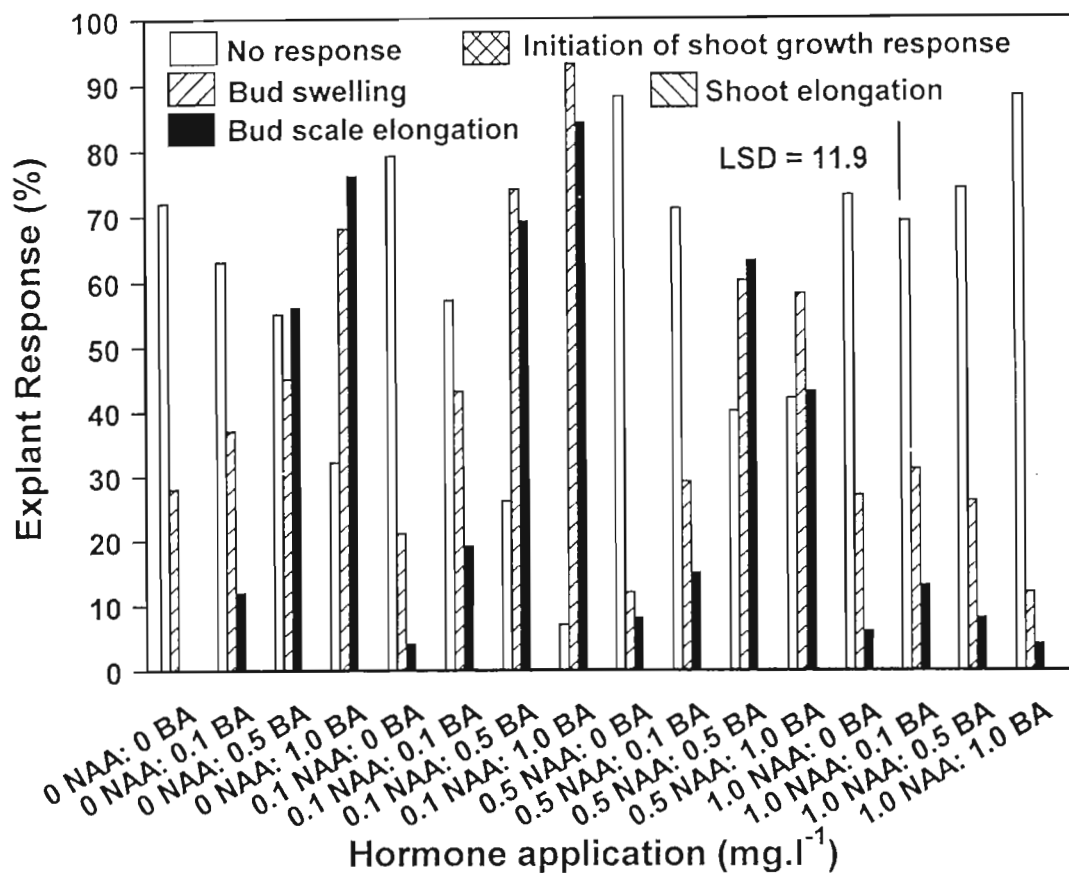 100
90
80
70
60
50
40
30
20
10
0
Explant Response (%)
No response
Initiation of shoot growth response
Bud swelling
Shoot elongation
Bud scale elongation
LSD = 11.9
0 NAA: 0 BA
0 NAA: 0.1 BA
0 NAA: 0.5 BA
0 NAA: 1.0 BA
0.1 NAA: 0 BA
0.1 NAA: 0.1 BA
0.1 NAA: 0.5 BA
0.1 NAA: 1.0 BA
0.5 NAA: 0 BA
0.5 NAA: 0.1 BA
0.5 NAA: 0.5 BA
0.5 NAA: 1.0 BA
1.0 NAA: 0 BA
1.0 NAA: 0.1 BA
1.0 NAA: 0.5 BA
1.0 NAA: 1.0 BA
Hormone application (mg.l⁻¹)